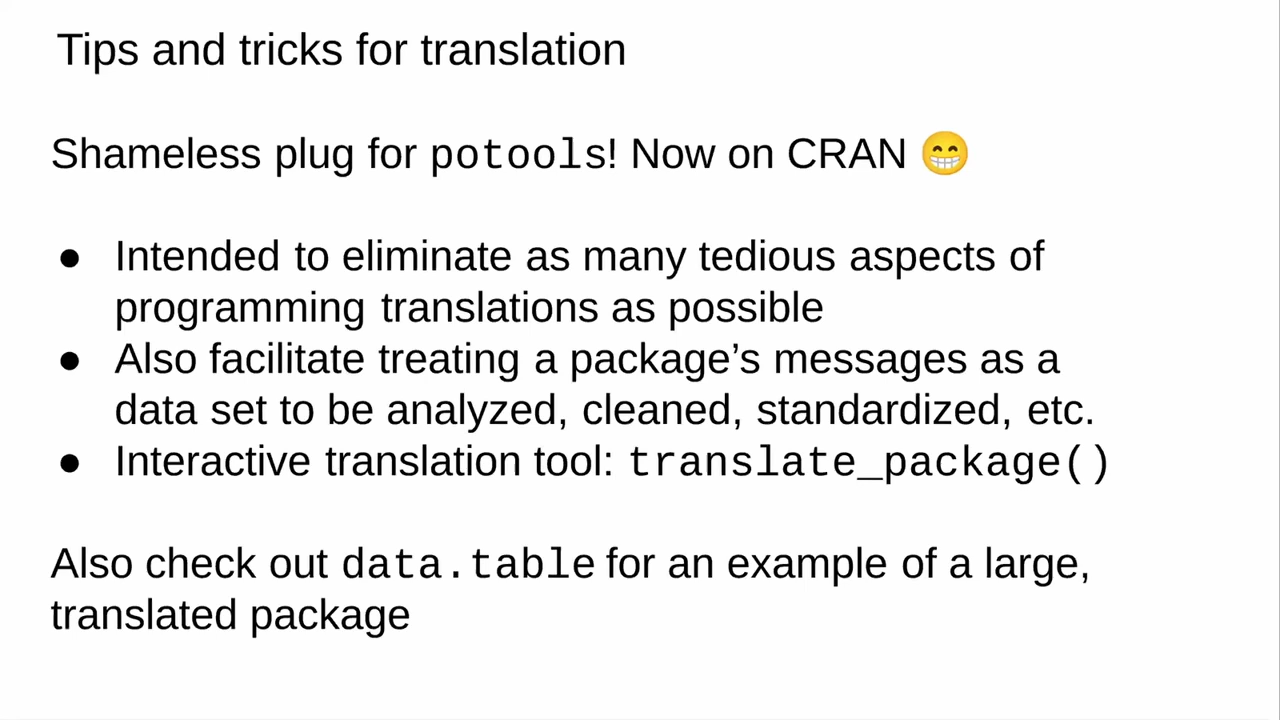 Tips and tricks for translation
Shameless plug for potools! Now on CRAN 😁
● Intended to eliminate as many tedious aspects of
programming translations as possible
● Also facilitate treating a package’s messages as a
data set to be analyzed, cleaned, standardized, etc.
● Interactive translation tool: translate_package()
Also check out data.table for an example of a large,
translated package